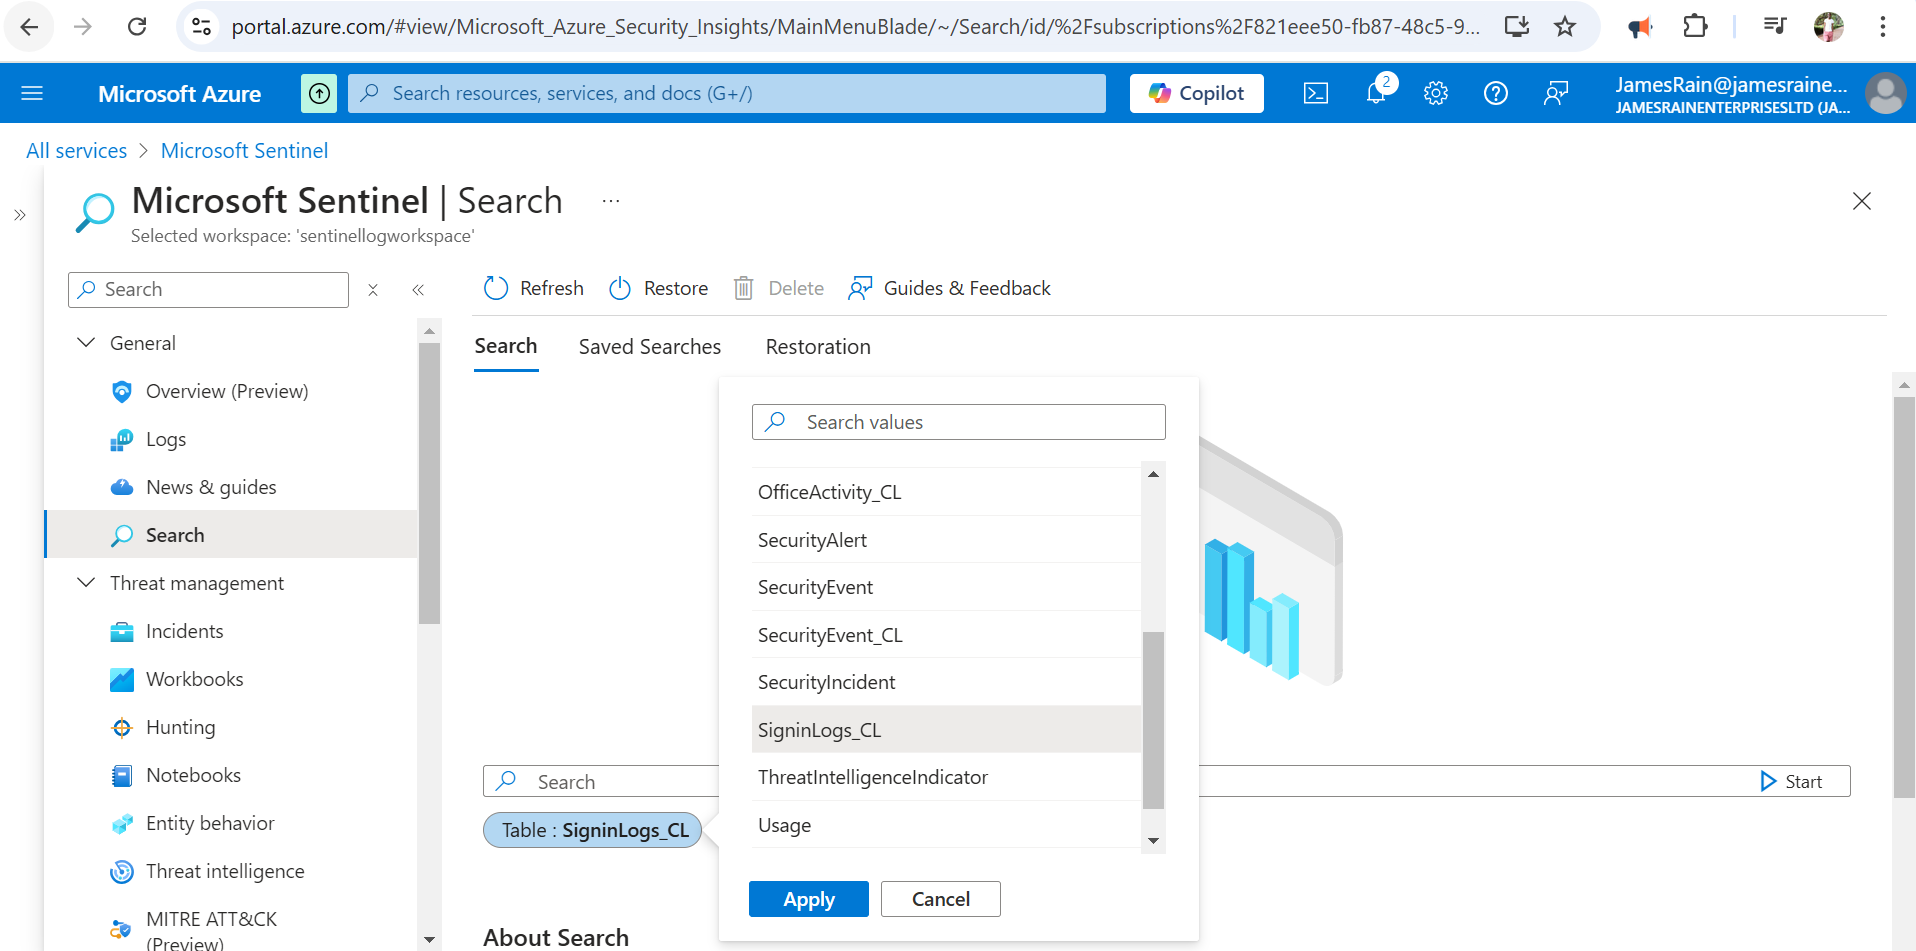 portal.azure.com/#view/Microsoft_Azure_Security_Insights/MainMenuBlade/~/Search/id/%2Fsubscriptions%2F821eee50-fb87-48c5-9...
Microsoft Azure
Search resources, services, and docs (G+/)
Copilot
2
JamesRain@jamesraine...
JAMESRAINENTERPRISESLTD (JA...
All services > Microsoft Sentinel
Microsoft Sentinel | Search ...
Selected workspace: 'sentinellogworkspace'
Search
Refresh Restore Delete Guides & Feedback
General
Overview (Preview)
Logs
News & guides
Search
Threat management
Incidents
Workbooks
Hunting
Notebooks
Entity behavior
Threat intelligence
MITRE ATT&CK
(Preview)
Search Saved Searches Restoration
Search values
OfficeActivity_CL
SecurityAlert
SecurityEvent
SecurityEvent_CL
SecurityIncident
SigninLogs_CL
ThreatIntelligenceIndicator
Usage
Apply Cancel
Search
Start
Table : SigninLogs_CL
About Search